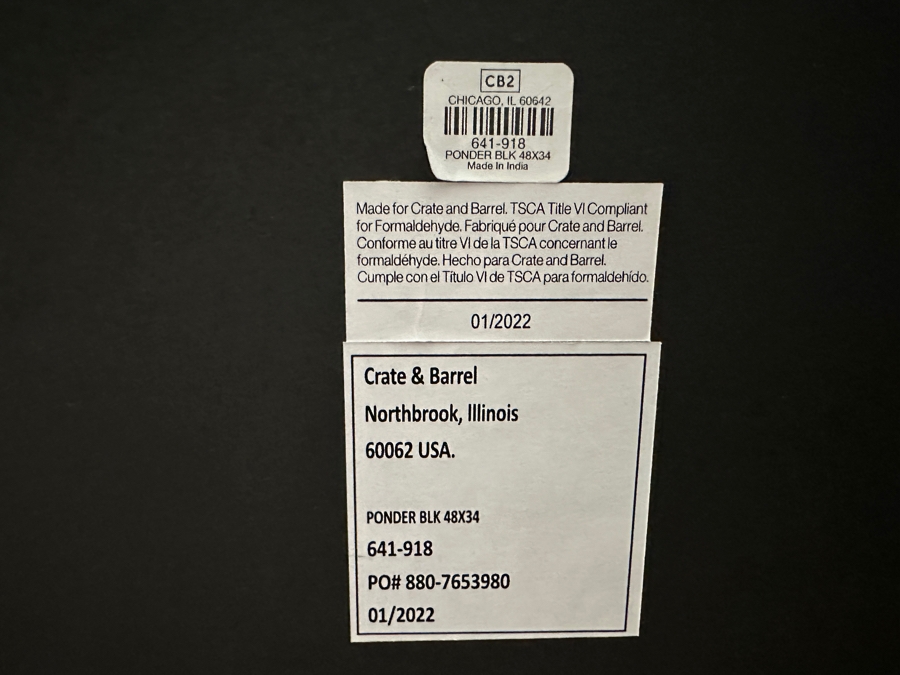 CB2
CHICAGO, IL 60642
641-918
PONDER BLK 48X34
Made In India
Made for Crate and Barrel. TSCA Title VI Compliant
for Formaldehyde. Fabriqué pour Crate and Barrel.
Conforme au titre VI de la TSCA concernant le
formaldéhyde. Hecho para Crate and Barrel.
Cumple con el Título VI de TSCA para formaldehído.
01/2022
Crate & Barrel
Northbrook, Illinois
60062 USA.
PONDER BLK 48X34
641-918
PO# 880-7653980
01/2022